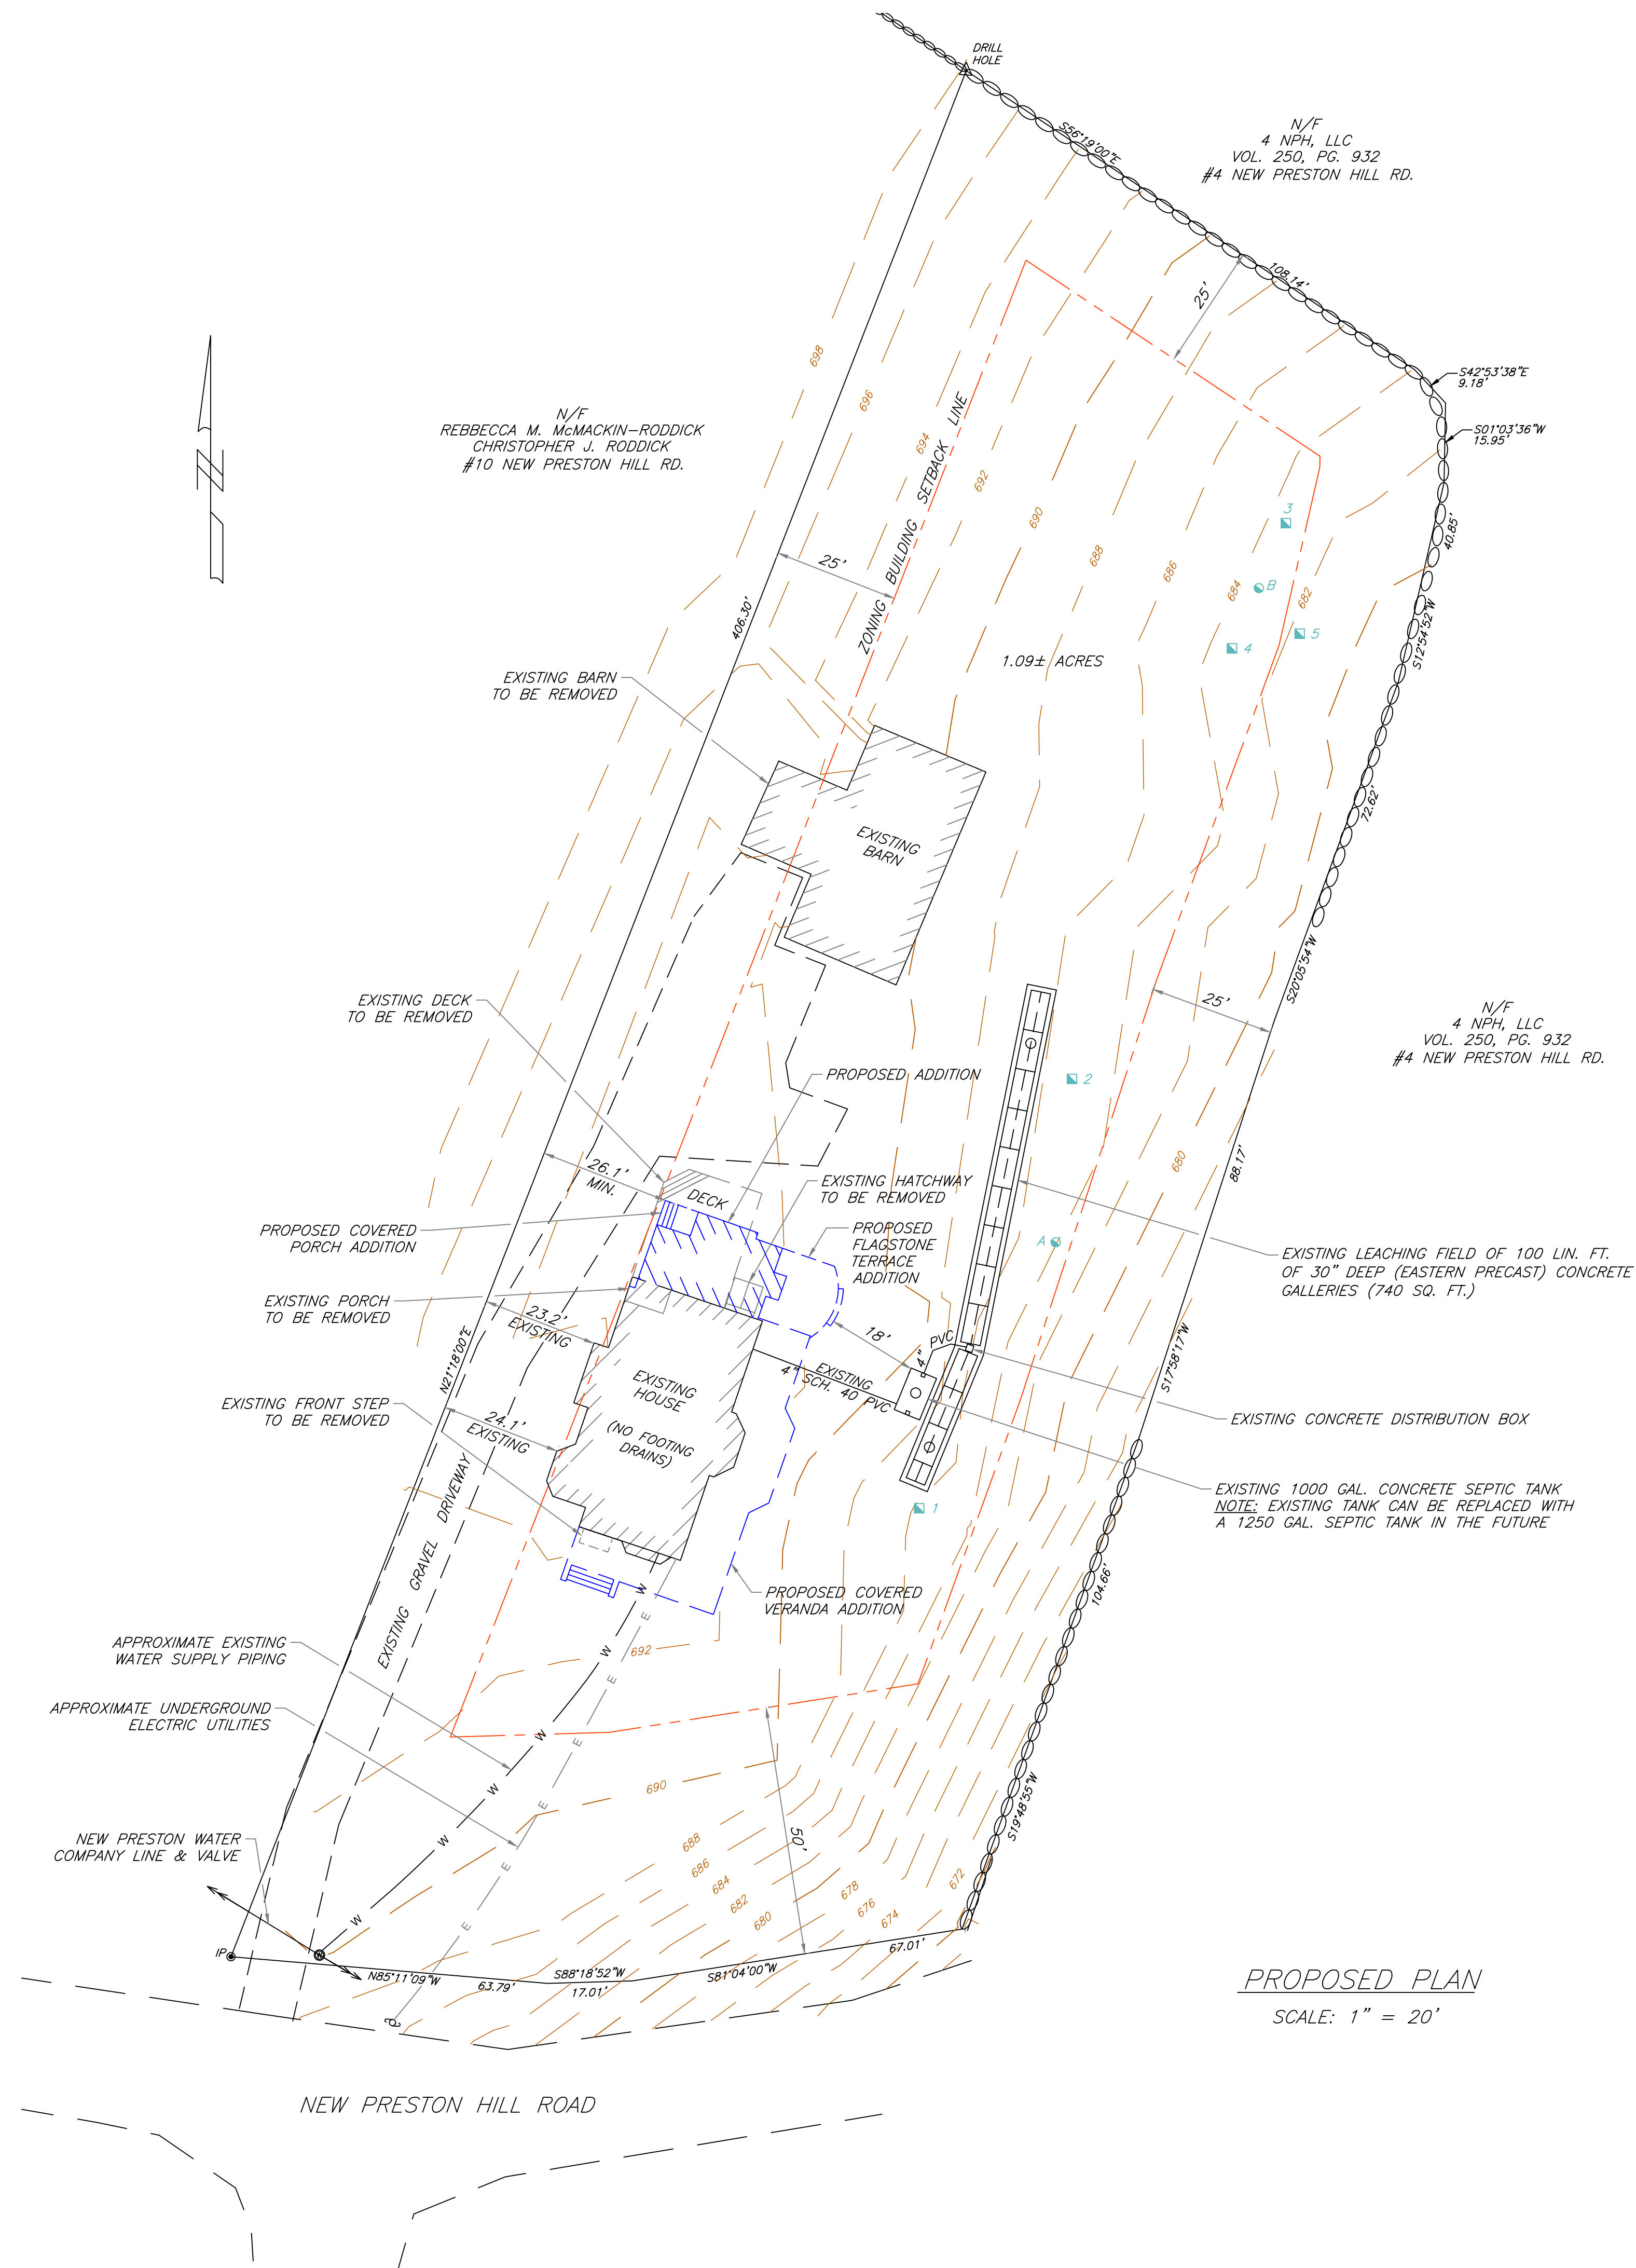 DRILL
HOLE
S56°19'00"E
N/F
4 NPH, LLC
VOL. 250, PG. 932
#4 NEW PRESTON HILL RD.
108.14'
25'
S42°53'38"E
9.18'
S01°03'36"W
15.95'
698
696
694
692
690
688
686
684
682
N/F
REBBECCA M. McMACKIN-RODDICK
CHRISTOPHER J. RODDICK
#10 NEW PRESTON HILL RD.
ZONING BUILDING SETBACK LINE
25'
406.30'
3
B
5
4
40.85'
S12°54'52"W
1.09± ACRES
EXISTING BARN
TO BE REMOVED
EXISTING
BARN
72.62'
S20°05'54"W
25'
N/F
4 NPH, LLC
VOL. 250, PG. 932
#4 NEW PRESTON HILL RD.
EXISTING DECK
TO BE REMOVED
PROPOSED ADDITION
2
680
88.17'
26.1'
MIN.
DECK
EXISTING HATCHWAY
TO BE REMOVED
PROPOSED COVERED
PORCH ADDITION
PROPOSED
FLAGSTONE
TERRACE
ADDITION
A
EXISTING LEACHING FIELD OF 100 LIN. FT.
OF 30" DEEP (EASTERN PRECAST) CONCRETE
GALLERIES (740 SQ. FT.)
EXISTING PORCH
TO BE REMOVED
23.2'
EXISTING
18'
4" PVC
N21°18'00"E
S17°58'17"W
EXISTING
4" SCH. 40 PVC
EXISTING
HOUSE
(NO FOOTING
DRAINS)
EXISTING FRONT STEP
TO BE REMOVED
24.1'
EXISTING
EXISTING CONCRETE DISTRIBUTION BOX
EXISTING 1000 GAL. CONCRETE SEPTIC TANK
NOTE: EXISTING TANK CAN BE REPLACED WITH
A 1250 GAL. SEPTIC TANK IN THE FUTURE
1
EXISTING GRAVEL DRIVEWAY
104.66'
PROPOSED COVERED
VERANDA ADDITION
W
E
W
E
W
E
W
E
W
E
W
E
692
APPROXIMATE EXISTING
WATER SUPPLY PIPING
APPROXIMATE UNDERGROUND
ELECTRIC UTILITIES
690
50'
S19°48'55"W
NEW PRESTON WATER
COMPANY LINE & VALVE
688
686
684
682
680
678
676
674
672
IP
W
N85°11'09"W
63.79'
S88°18'52"W
17.01'
S81°04'00"W
67.01'
PROPOSED PLAN
SCALE: 1" = 20'
NEW PRESTON HILL ROAD
N